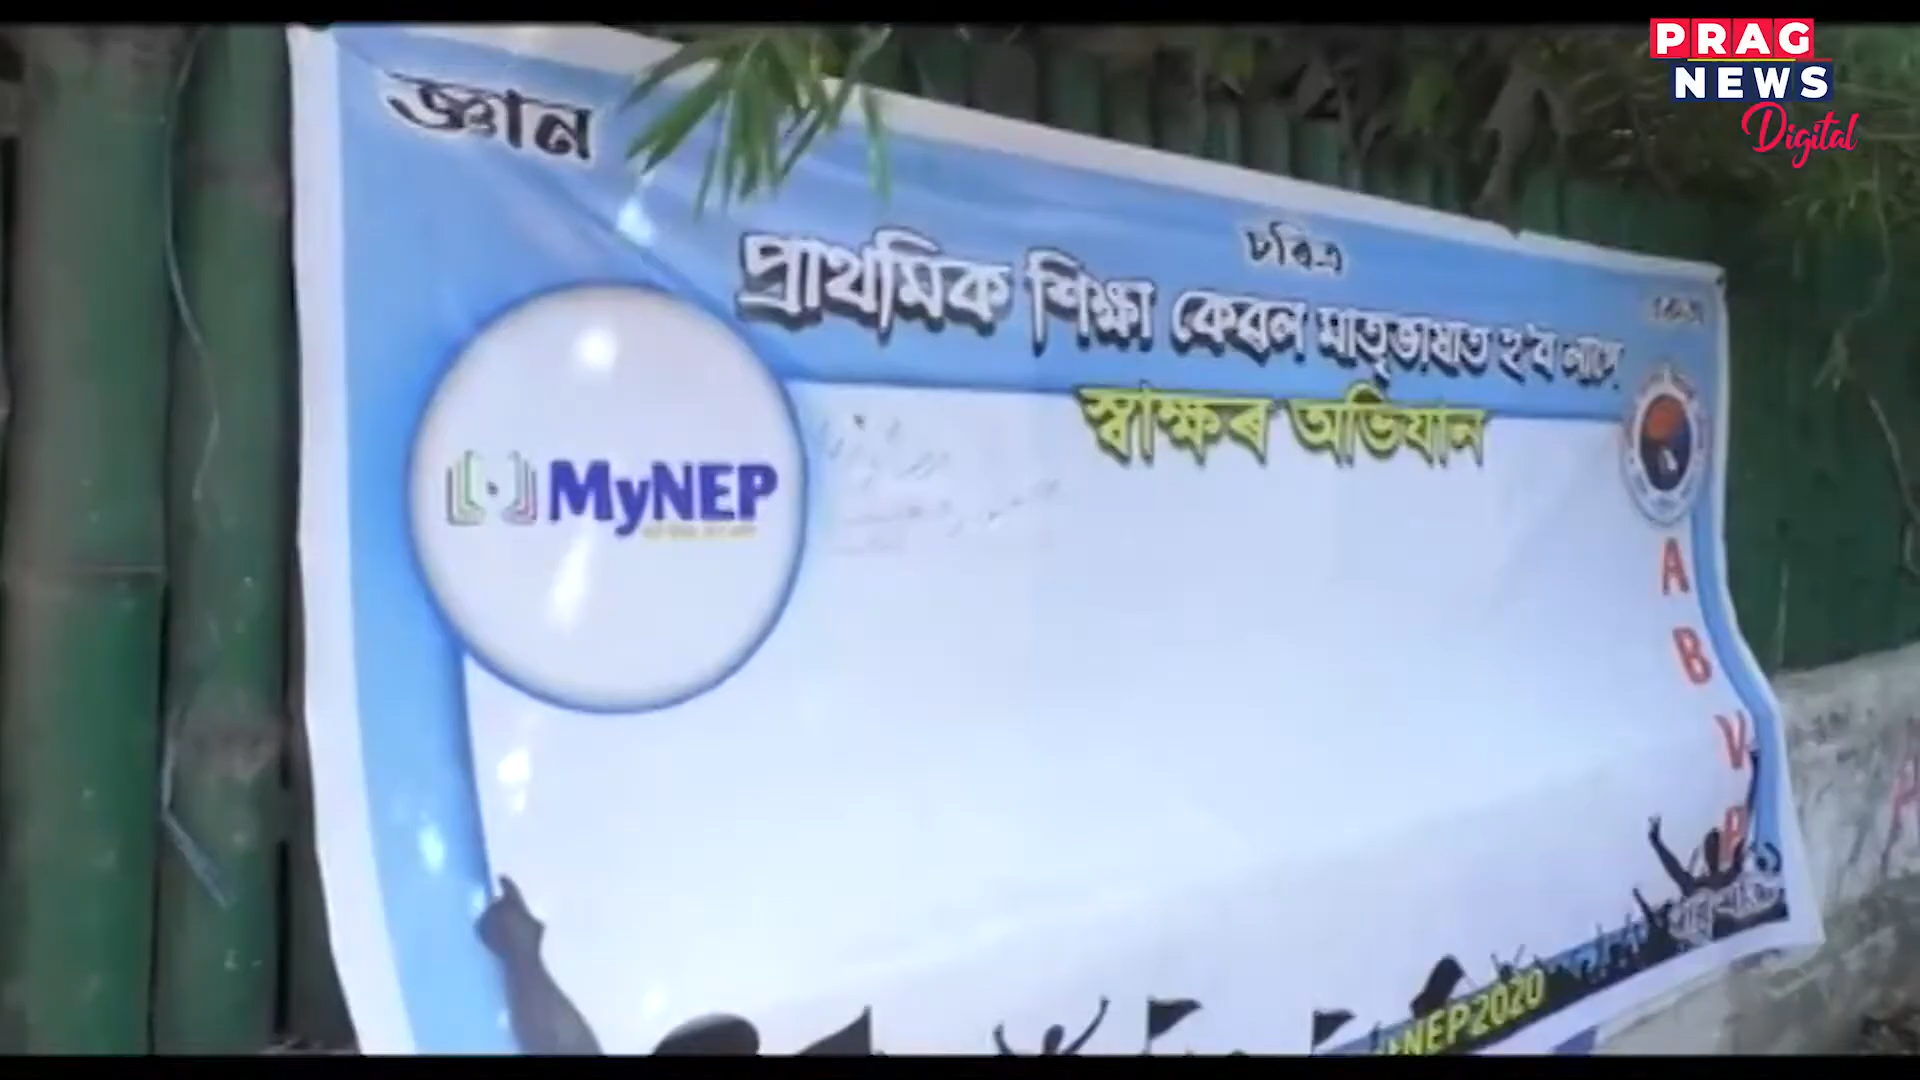 PRAG
NEWS
Digital
জ্ঞান
চৰিত্ৰ
প্ৰাথমিক শিক্ষা কেৱল মাতৃভাষাত হ'ব লাগে
স্বাক্ষৰ অভিযান
MyNEP
A
B
V
P
NEP2020